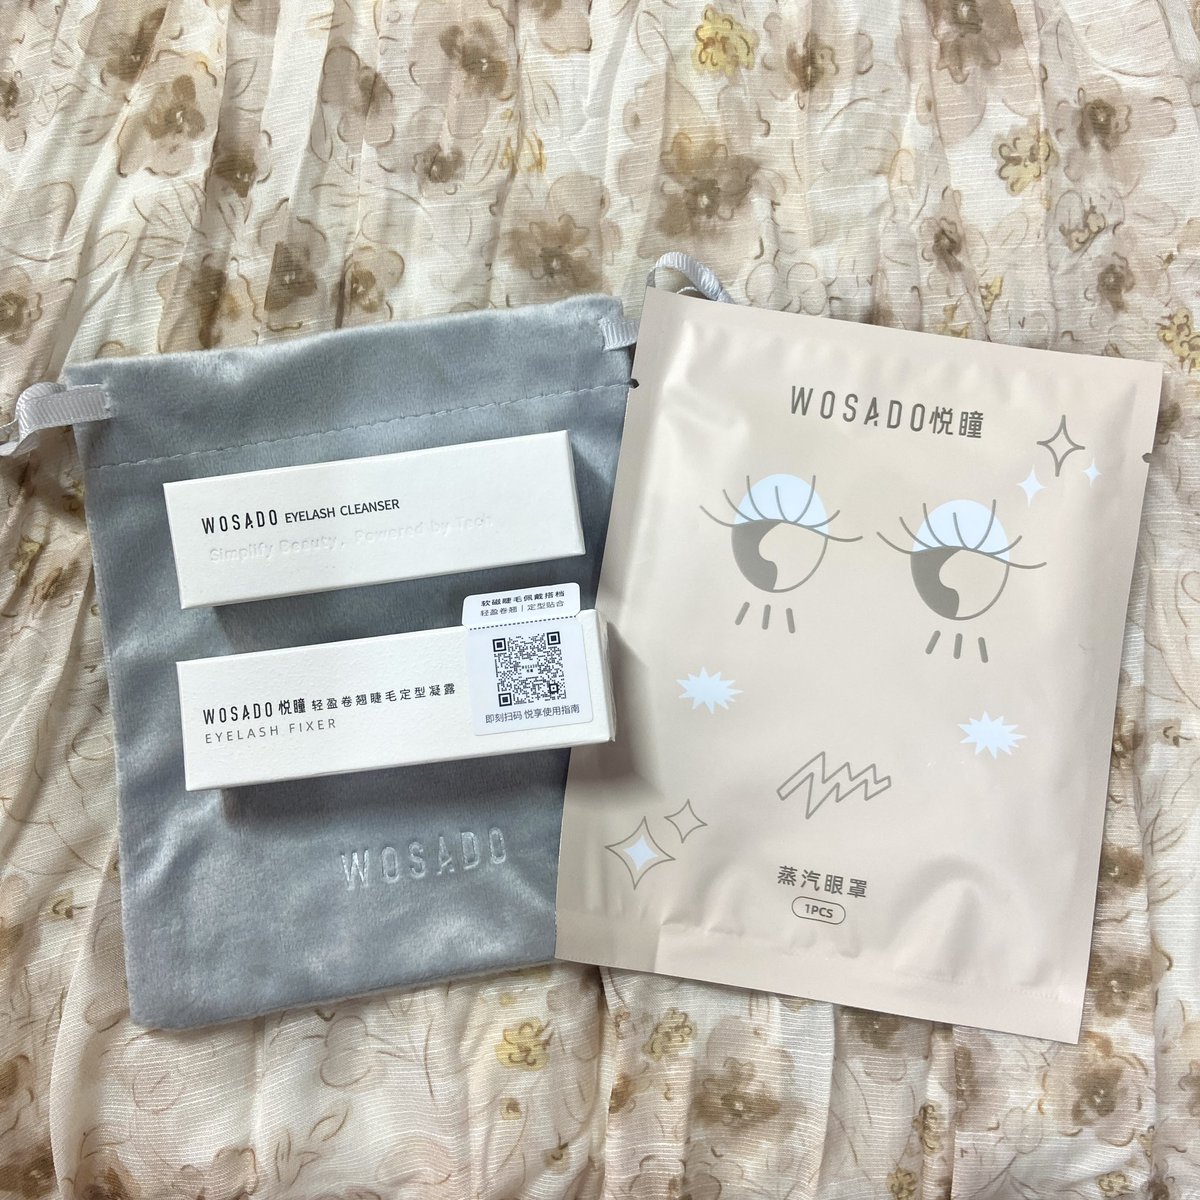 WOSADO EYELASH CLEANSER
Simplify Beauty, Powered by Tech
软磁睫毛佩戴搭档
轻盈卷翘 | 定型贴合
WOSADO 悦瞳 轻盈卷翘睫毛定型凝露
EYELASH FIXER
即刻扫码 悦享使用指南
WOSADO
WOSADO悦瞳
蒸汽眼罩
1PCS